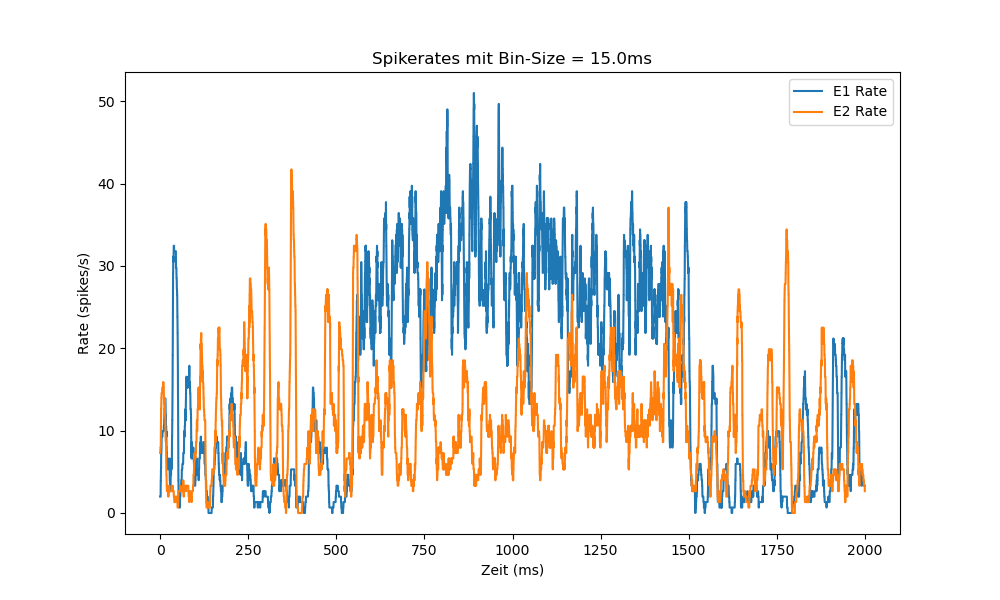 Spikerates mit Bin-Size = 15.0ms
E1 Rate
E2 Rate
50
40
30
20
10
0
Rate (spikes/s)
0 250 500 750 1000 1250 1500 1750 2000
Zeit (ms)